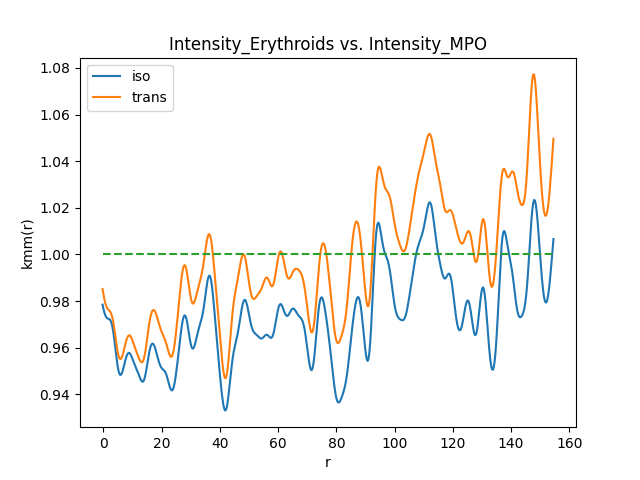 Intensity_Erythroids vs. Intensity_MPO
iso
trans
kmm(r)
1.08
1.06
1.04
1.02
1.00
0.98
0.96
0.94
0 20 40 60 80 100 120 140 160
r